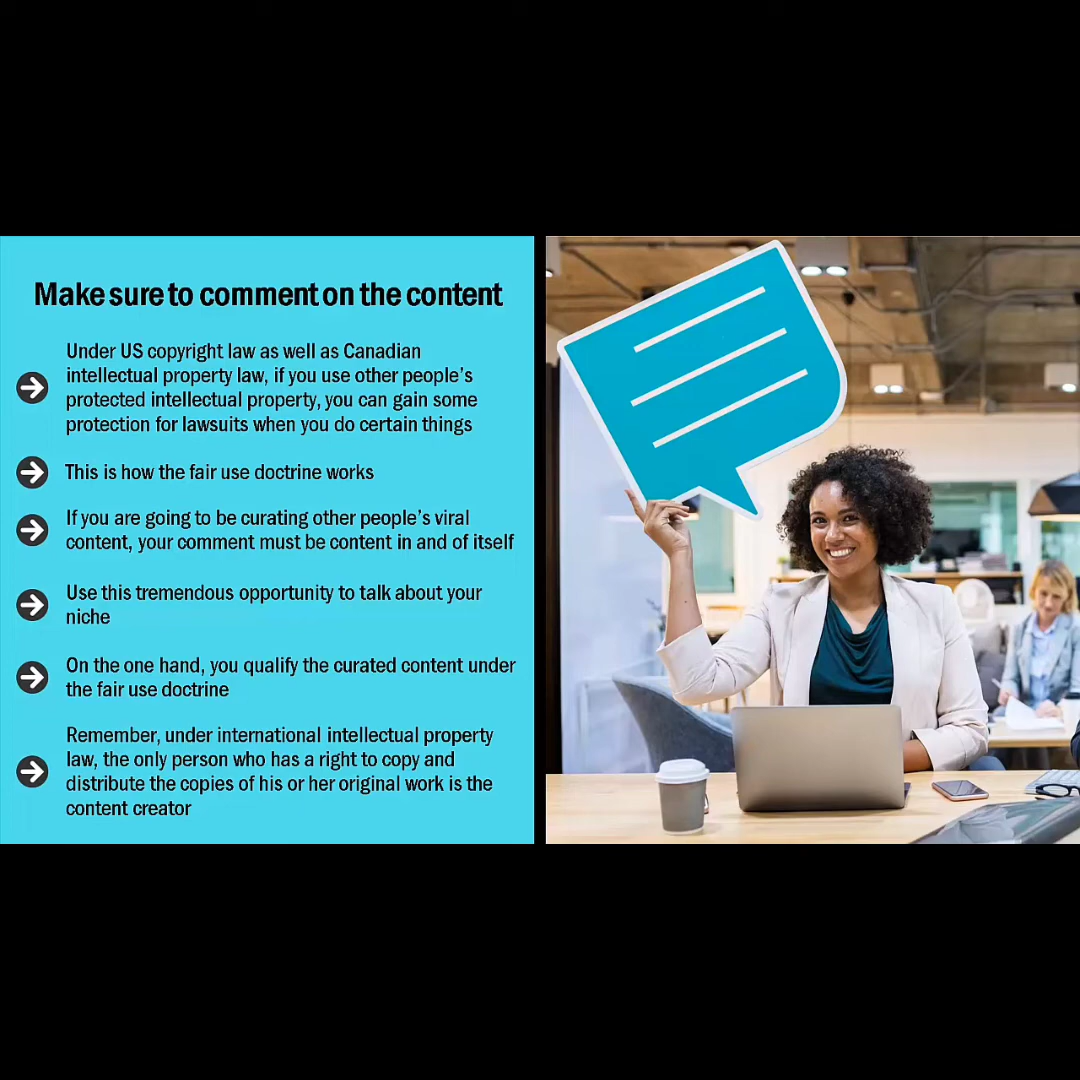 Make sure to comment on the content
Under US copyright law as well as Canadian
intellectual property law, if you use other people's
protected intellectual property, you can gain some
protection for lawsuits when you do certain things
This is how the fair use doctrine works
If you are going to be curating other people's viral
content, your comment must be content in and of itself
Use this tremendous opportunity to talk about your
niche
On the one hand, you qualify the curated content under
the fair use doctrine
Remember, under international intellectual property
law, the only person who has a right to copy and
distribute the copies of his or her original work is the
content creator